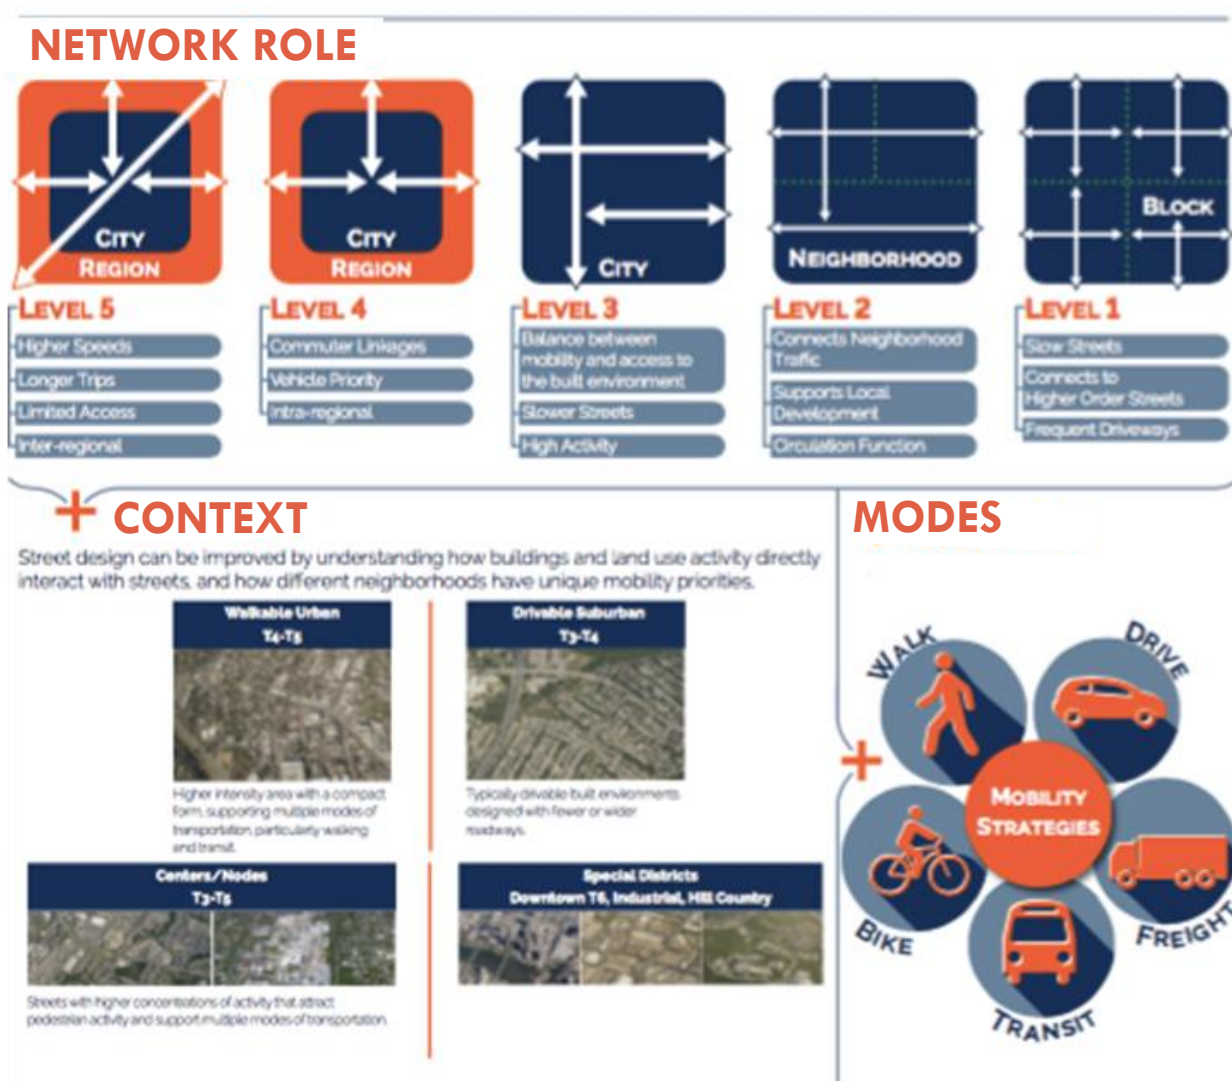 NETWORK ROLE
CITY
REGION
CITY
REGION
CITY
NEIGHBORHOOD
BLOCK
LEVEL 5
Higher Speeds
Longer Trips
Limited Access
Inter-regional
LEVEL 4
Commuter Linkages
Vehicle Priority
Intra-regional
LEVEL 3
Balance between
mobility and access to
the built environment
Slower Streets
High Activity
LEVEL 2
Connects Neighborhood
Traffic
Supports Local
Development
Circulation Function
LEVEL 1
Slow Streets
Connects to
Higher Order Streets
Frequent Driveways
+ CONTEXT
Street design can be improved by understanding how buildings and land use activity directly
interact with streets, and how different neighborhoods have unique mobility priorities.
Walkable Urban
T4-T5
Higher intensity area with a compact
form, supporting multiple modes of
transportation, particularly walking
and transit.
Drivable Suburban
T3-T4
Typically drivable built environments
designed with fewer or wider
roadways.
Centers/Nodes
T3-T5
Streets with higher concentrations of activity that attract
pedestrian activity and support multiple modes of transportation
Special Districts
Downtown T6, Industrial, Hill Country
+
MODES
WALK
DRIVE
MOBILITY
STRATEGIES
BIKE
FREIGHT
TRANSIT